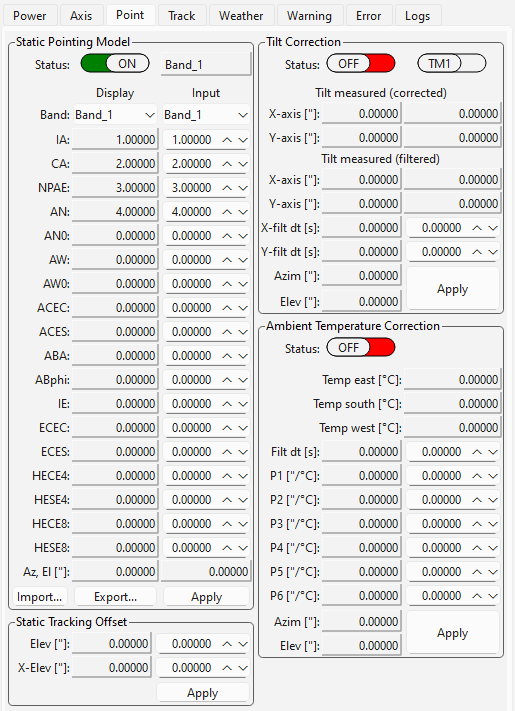 Power Axis Point Track Weather Warning Error Logs
Static Pointing Model
Status: ON Band_1
Display Input
Band: Band_1 Band_1
IA: 1.00000 1.00000
CA: 2.00000 2.00000
NPAE: 3.00000 3.00000
AN: 4.00000 4.00000
AN0: 0.00000 0.00000
AW: 0.00000 0.00000
AW0: 0.00000 0.00000
ACEC: 0.00000 0.00000
ACES: 0.00000 0.00000
ABA: 0.00000 0.00000
ABphi: 0.00000 0.00000
IE: 0.00000 0.00000
ECEC: 0.00000 0.00000
ECES: 0.00000 0.00000
HECE4: 0.00000 0.00000
HESE4: 0.00000 0.00000
HECE8: 0.00000 0.00000
HESE8: 0.00000 0.00000
Az, El ["]: 0.00000 0.00000
Import... Export... Apply
Static Tracking Offset
Elev ["]: 0.00000 0.00000
X-Elev ["]: 0.00000 0.00000
Apply
Tilt Correction
Status: OFF TM1
Tilt measured (corrected)
X-axis ["]: 0.00000 0.00000
Y-axis ["]: 0.00000 0.00000
Tilt measured (filtered)
X-axis ["]: 0.00000 0.00000
Y-axis ["]: 0.00000 0.00000
X-filt dt [s]: 0.00000 0.00000
Y-filt dt [s]: 0.00000 0.00000
Azim ["]: 0.00000
Apply
Elev ["]: 0.00000
Ambient Temperature Correction
Status: OFF
Temp east [°C]: 0.00000
Temp south [°C]: 0.00000
Temp west [°C]: 0.00000
Filt dt [s]: 0.00000 0.00000
P1 ["/°C]: 0.00000 0.00000
P2 ["/°C]: 0.00000 0.00000
P3 ["/°C]: 0.00000 0.00000
P4 ["/°C]: 0.00000 0.00000
P5 ["/°C]: 0.00000 0.00000
P6 ["/°C]: 0.00000 0.00000
Azim ["]: 0.00000
Apply
Elev ["]: 0.00000